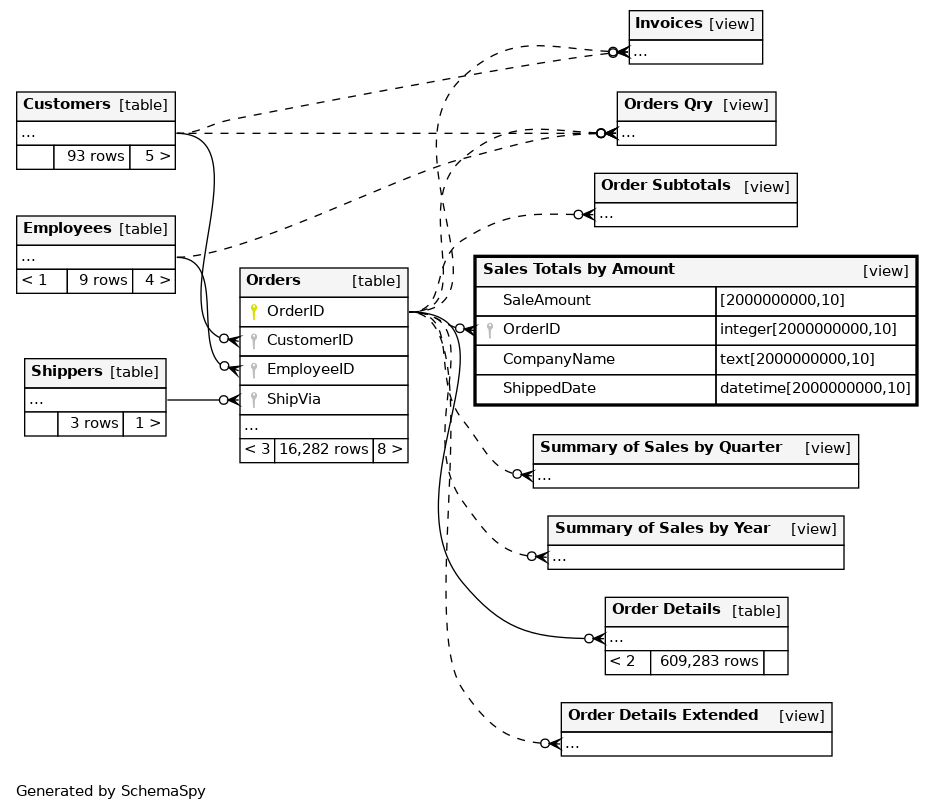 Invoices [view]
...
Customers [table]
...
93 rows 5 >
Orders Qry [view]
...
Order Subtotals [view]
...
Employees [table]
...
< 1 9 rows 4 >
Orders [table]
OrderID
CustomerID
EmployeeID
ShipVia
...
< 3 16,282 rows 8 >
Sales Totals by Amount [view]
SaleAmount [2000000000,10]
OrderID integer[2000000000,10]
CompanyName text[2000000000,10]
ShippedDate datetime[2000000000,10]
Shippers [table]
...
3 rows 1 >
Summary of Sales by Quarter [view]
...
Summary of Sales by Year [view]
...
Order Details [table]
...
< 2 609,283 rows
Order Details Extended [view]
...
Generated by SchemaSpy